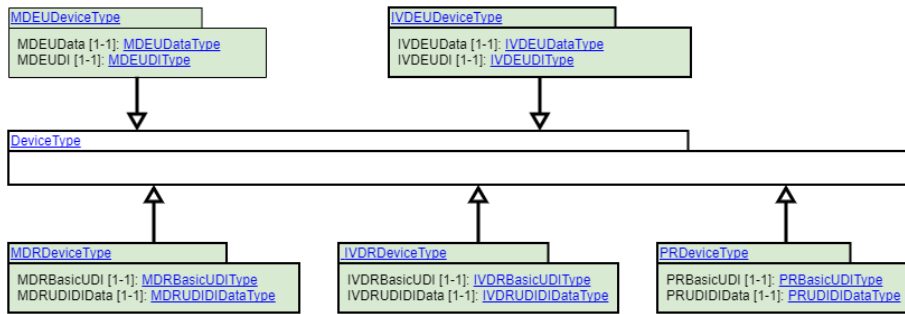 MDEUDeviceType
MDEUData [1-1]: MDEUDataType
MDEUDI [1-1]: MDEUDIType
IVDEUDeviceType
IVDEUData [1-1]: IVDEUDataType
IVDEUDI [1-1]: IVDEUDIType
DeviceType
MDRDeviceType
MDRBasicUDI [1-1]: MDRBasicUDIType
MDRUDIDIData [1-1]: MDRUDIDIDataType
IVDRDeviceType
IVDRBasicUDI [1-1]: IVDRBasicUDIType
IVDRUDIDIData [1-1]: IVDRUDIDIDataType
PRDeviceType
PRBasicUDI [1-1]: PRBasicUDIType
PRUDIDIData [1-1]: PRUDIDIDataType